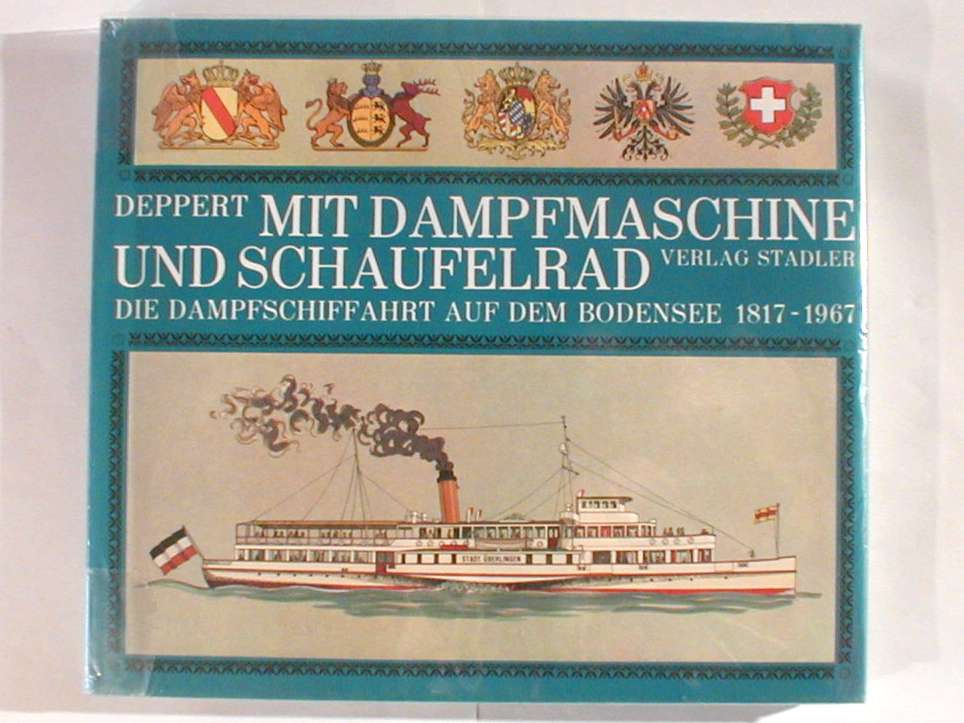 DEPPERT MIT DAMPFMASCHINE
UND SCHAUFELRAD VERLAG STADLER
DIE DAMPFSCHIFFAHRT AUF DEM BODENSEE 1817-1967
STADT ÜBERLINGEN